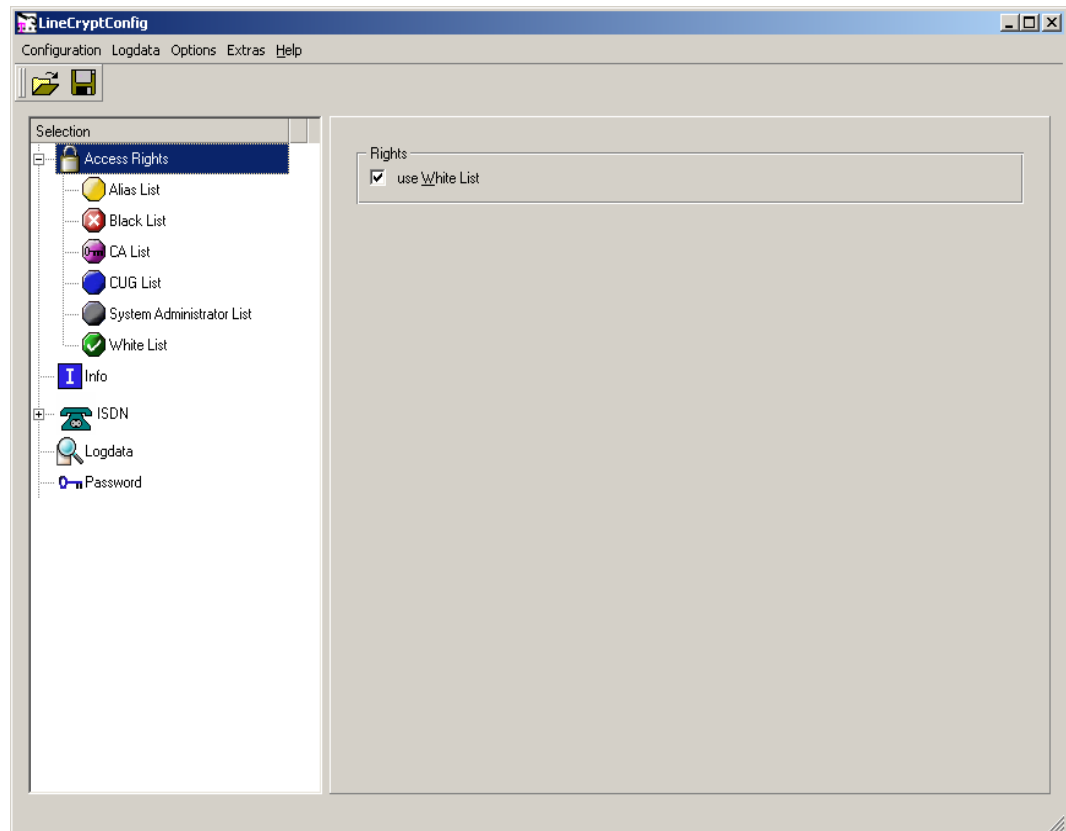 LineCryptConfig
Configuration Logdata Options Extras Help
Selection
Access Rights
Alias List
Black List
CA List
CUG List
System Administrator List
White List
I Info
ISDN
Logdata
Password
Rights
use White List